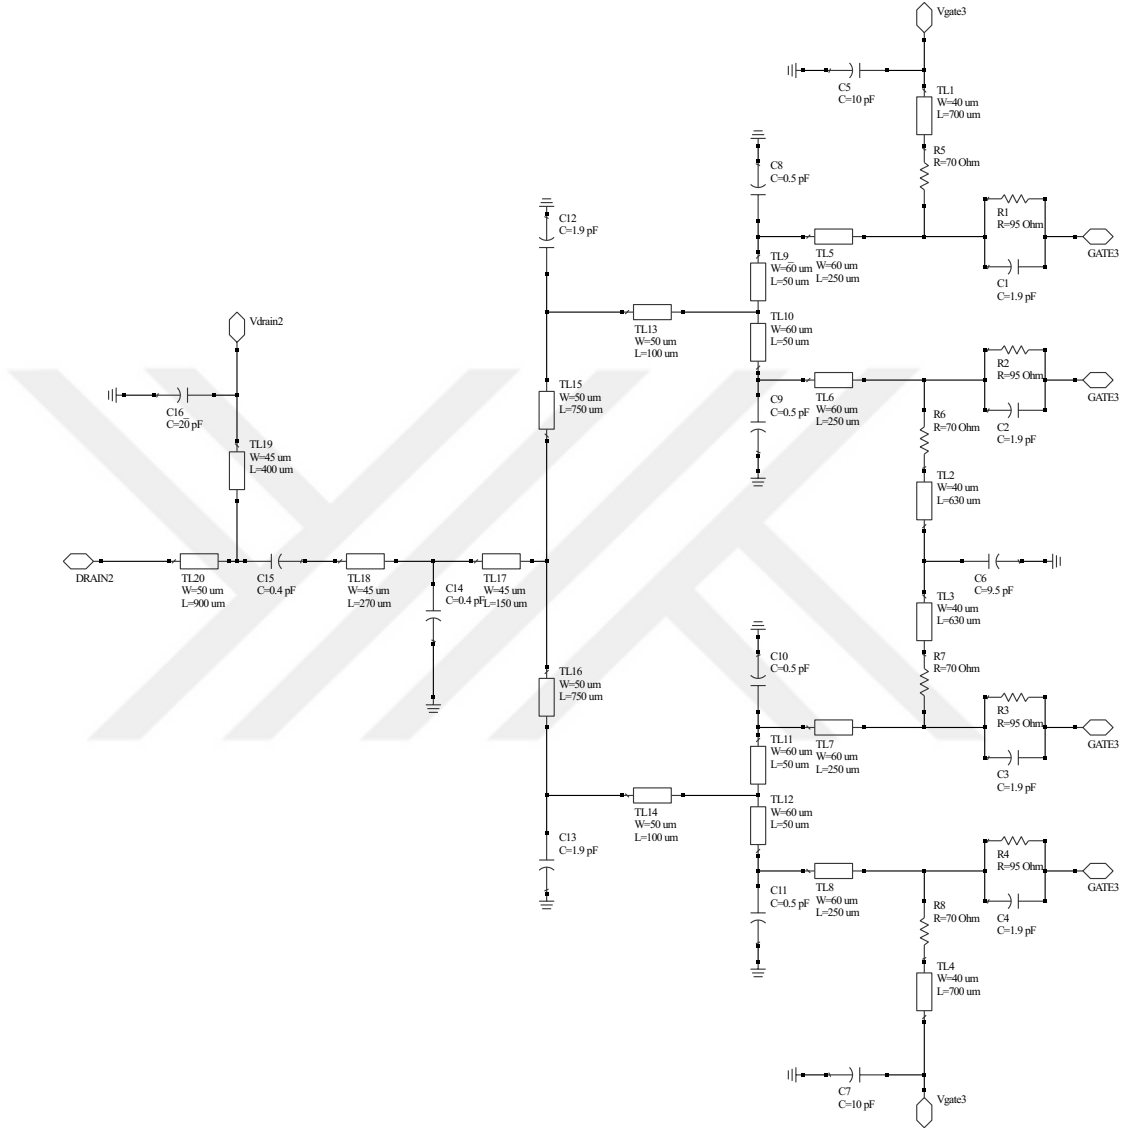 Vgate3
C5
C=10 pF
TL1
W=40 um
L=700 um
R5
R=70 Ohm
C8
C=0.5 pF
R1
R=95 Ohm
C12
C=1.9 pF
GATE3
TL9
W=60 um
L=50 um
TL5
W=60 um
L=250 um
C1
C=1.9 pF
TL10
W=60 um
L=50 um
Vdrain2
TL13
W=50 um
L=100 um
R2
R=95 Ohm
GATE3
TL15
W=50 um
L=750 um
C9
C=0.5 pF
TL6
W=60 um
L=250 um
C2
C=1.9 pF
C16
C=20 pF
R6
R=70 Ohm
TL19
W=45 um
L=400 um
TL2
W=40 um
L=630 um
DRAIN2
TL20
W=50 um
L=900 um
C15
C=0.4 pF
TL18
W=45 um
L=270 um
C14
C=0.4 pF
TL17
W=45 um
L=150 um
C6
C=9.5 pF
TL3
W=40 um
L=630 um
C10
C=0.5 pF
R7
R=70 Ohm
TL16
W=50 um
L=750 um
R3
R=95 Ohm
GATE3
TL11
W=60 um
L=50 um
TL7
W=60 um
L=250 um
C3
C=1.9 pF
TL12
W=60 um
L=50 um
TL14
W=50 um
L=100 um
C13
C=1.9 pF
R4
R=95 Ohm
GATE3
C11
C=0.5 pF
TL8
W=60 um
L=250 um
R8
R=70 Ohm
C4
C=1.9 pF
TL4
W=40 um
L=700 um
C7
C=10 pF
Vgate3